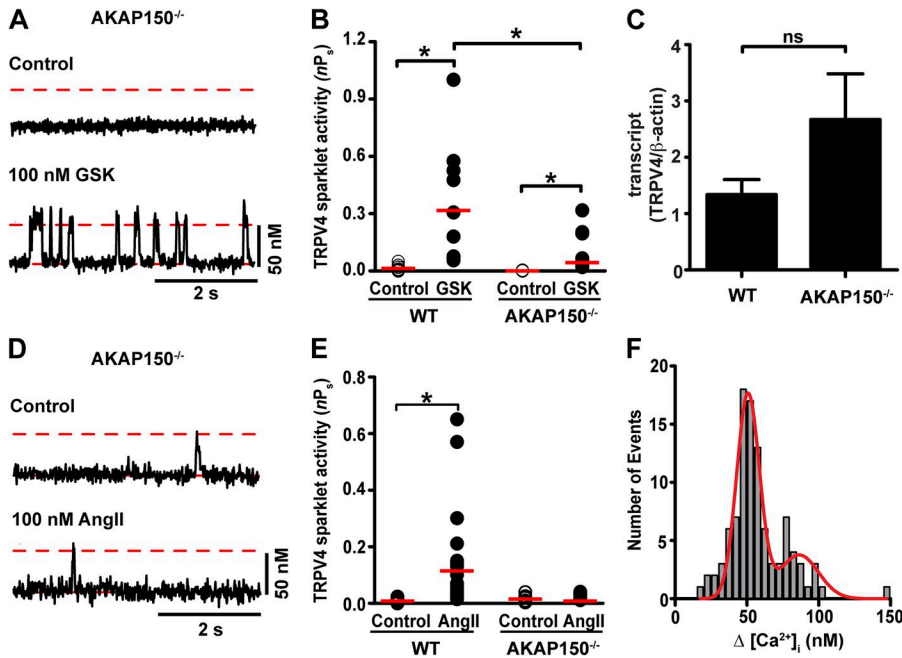 A
AKAP150-/-
Control
100 nM GSK
50 nM
2 s
B
TRPV4 sparklet activity (nPs)
1.2
0.9
0.6
0.3
0.0
*
*
*
Control GSK Control GSK
WT AKAP150-/-
C
transcript
(TRPV4/β-actin)
4
3
2
1
0
ns
WT AKAP150-/-
D
AKAP150-/-
Control
100 nM AngII
50 nM
2 s
E
TRPV4 sparklet activity (nPs)
0.8
0.6
0.4
0.2
0.0
*
Control AngII Control AngII
WT AKAP150-/-
F
Number of Events
20
15
10
5
0
0 50 100 150
Δ [Ca2+]i (nM)